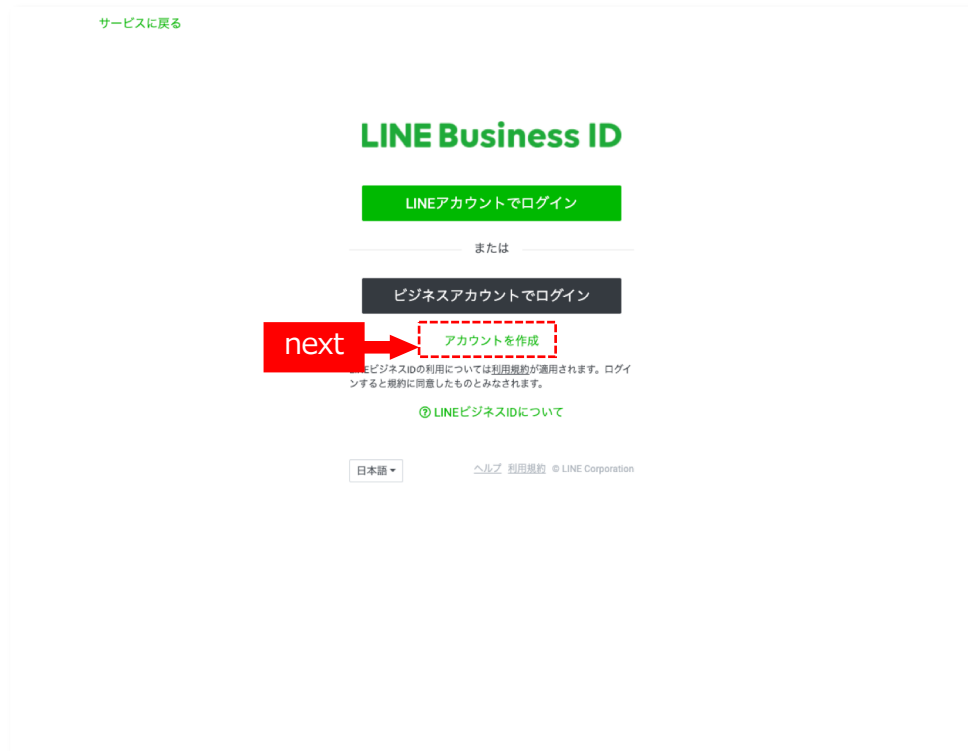 サービスに戻る
LINE Business ID
LINEアカウントでログイン
または
ビジネスアカウントでログイン
next
アカウントを作成
LINEビジネスIDの利用については利用規約が適用されます。ログイ
ンすると規約に同意したものとみなされます。
? LINEビジネスIDについて
日本語
ヘルプ 利用規約 © LINE Corporation